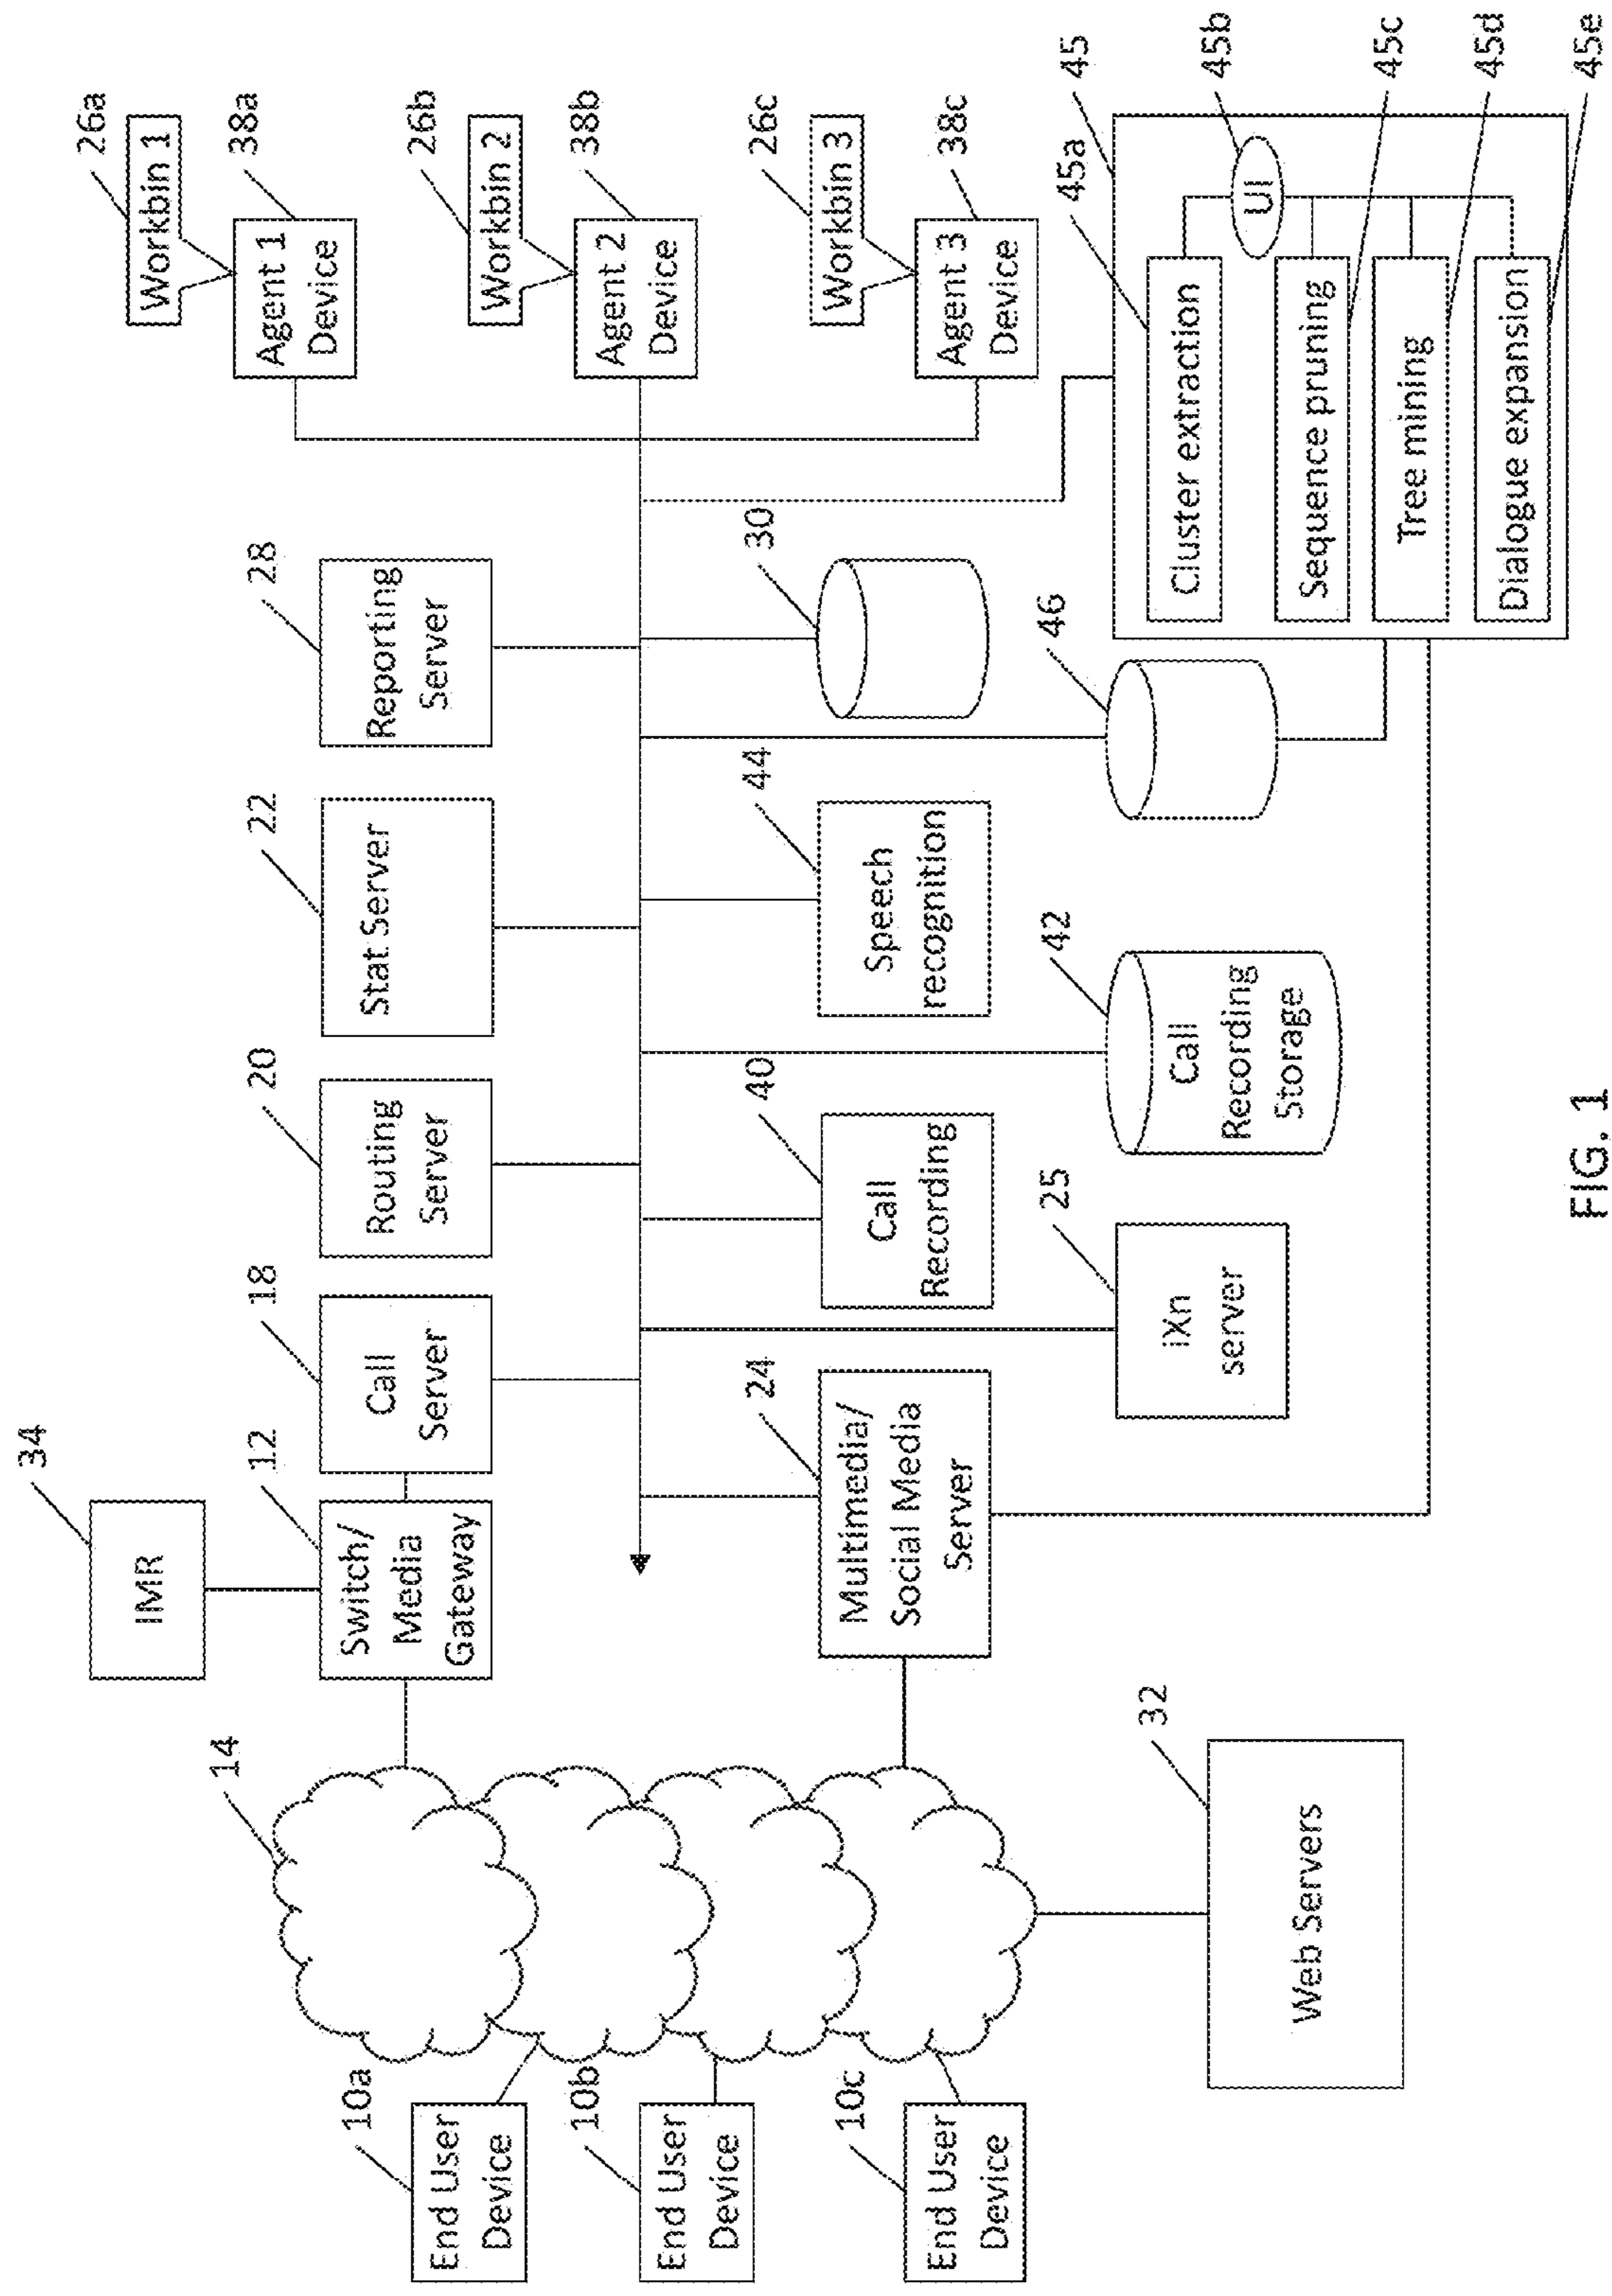 34
IMR
14
12
Switch/
Media
Gateway
18
Call
Server
20
Routing
Server
22
Stat Server
28
Reporting
Server
26a
Workbin 1
38a
Agent 1
Device
26b
Workbin 2
38b
Agent 2
Device
26c
Workbin 3
38c
Agent 3
Device
10a
End User
Device
10b
End User
Device
10c
End User
Device
24
Multimedia/
Social Media
Server
40
Call
Recording
44
Speech
recognition
30
32
Web Servers
25
iXn
server
42
Call
Recording
Storage
46
45
45a
Cluster extraction
UI
45b
Sequence pruning
45c
Tree mining
45d
Dialogue expansion
45e
FIG. 1